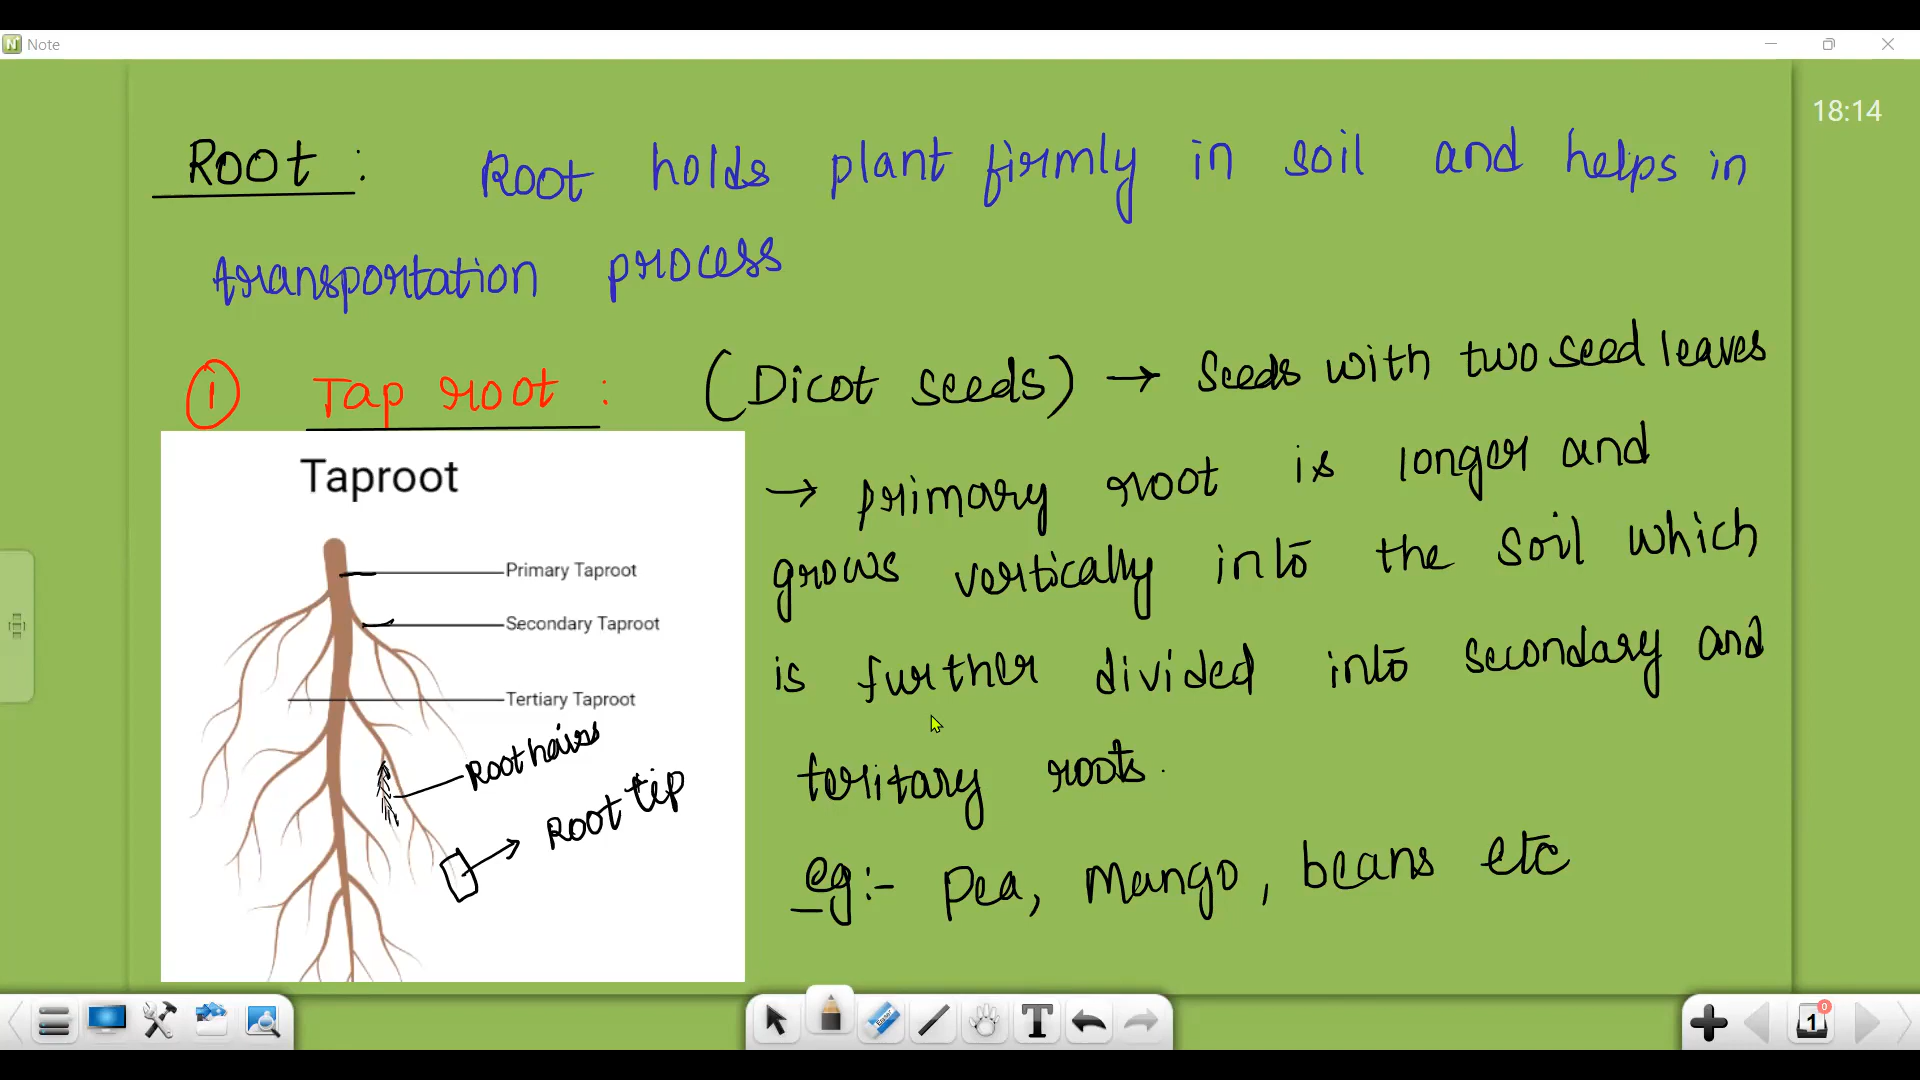 Note
18:14
Root : Root holds plant firmly in soil and helps in
transportation process
1 Tap root : (Dicot seeds) → Seeds with two seed leaves
Taproot
Primary Taproot
Secondary Taproot
Tertiary Taproot
Root hairs
Root tip
→ primary root is longer and
grows vertically into the soil which
is further divided into secondary and
teritary roots.
eg:- Pea, Mango, beans etc
Eraser
T
1
0